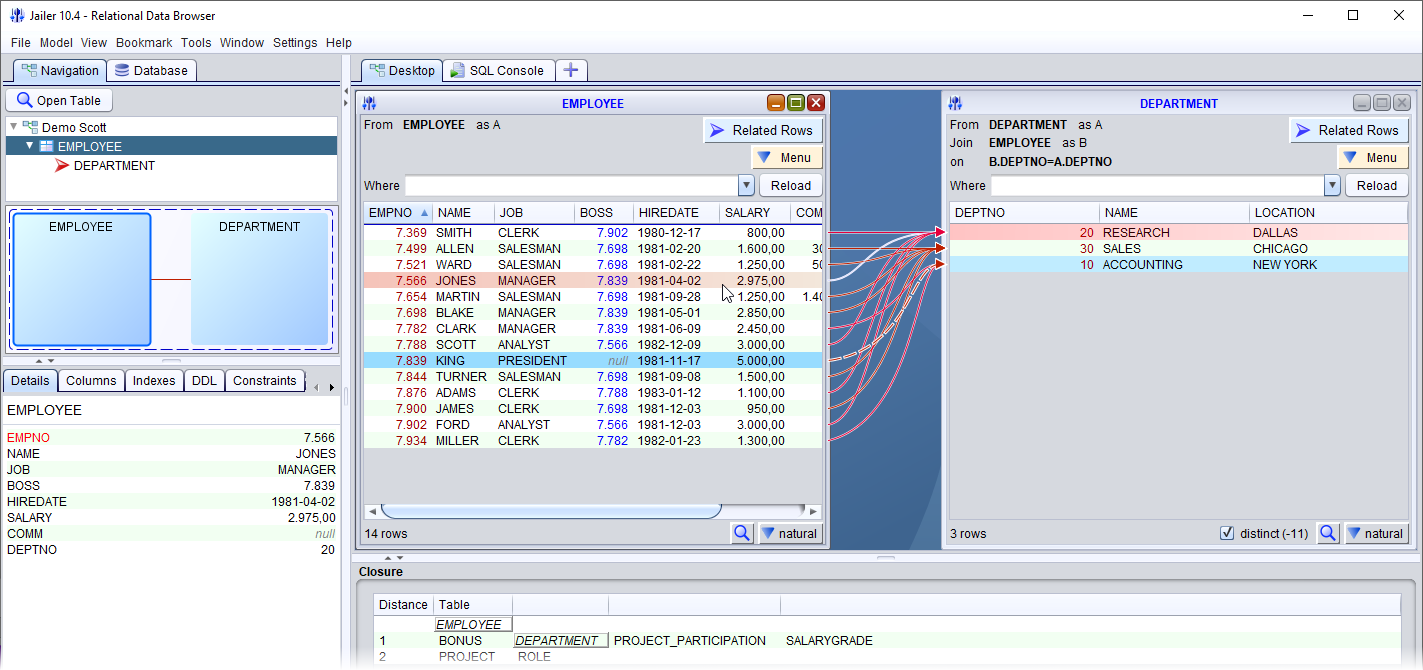 Jailer 10.4 - Relational Data Browser
File Model View Bookmark Tools Window Settings Help
Navigation Database
Open Table
Demo Scott
EMPLOYEE
DEPARTMENT
EMPLOYEE DEPARTMENT
Details Columns Indexes DDL Constraints
EMPLOYEE
EMPNO 7.566
NAME JONES
JOB MANAGER
BOSS 7.839
HIREDATE 1981-04-02
SALARY 2.975,00
COMM null
DEPTNO 20
Desktop SQL Console
EMPLOYEE
From EMPLOYEE as A
Related Rows
Menu
Where Reload
EMPNO NAME JOB BOSS HIREDATE SALARY COM
7.369 SMITH CLERK 7.902 1980-12-17 800,00
7.499 ALLEN SALESMAN 7.698 1981-02-20 1.600,00 30
7.521 WARD SALESMAN 7.698 1981-02-22 1.250,00 50
7.566 JONES MANAGER 7.839 1981-04-02 2.975,00
7.654 MARTIN SALESMAN 7.698 1981-09-28 1.250,00 1.40
7.698 BLAKE MANAGER 7.839 1981-05-01 2.850,00
7.782 CLARK MANAGER 7.839 1981-06-09 2.450,00
7.788 SCOTT ANALYST 7.566 1982-12-09 3.000,00
7.839 KING PRESIDENT null 1981-11-17 5.000,00
7.844 TURNER SALESMAN 7.698 1981-09-08 1.500,00
7.876 ADAMS CLERK 7.788 1983-01-12 1.100,00
7.900 JAMES CLERK 7.698 1981-12-03 950,00
7.902 FORD ANALYST 7.566 1981-12-03 3.000,00
7.934 MILLER CLERK 7.782 1982-01-23 1.300,00
14 rows natural
DEPARTMENT
From DEPARTMENT as A
Related Rows
Join EMPLOYEE as B
on B.DEPTNO=A.DEPTNO
Menu
Where Reload
DEPTNO NAME LOCATION
20 RESEARCH DALLAS
30 SALES CHICAGO
10 ACCOUNTING NEW YORK
3 rows distinct (-11) natural
Closure
Distance Table
EMPLOYEE
1 BONUS DEPARTMENT PROJECT_PARTICIPATION SALARYGRADE
2 PROJECT ROLE